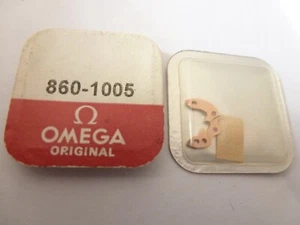 860-1005
Ω
OMEGA
ORIGINAL